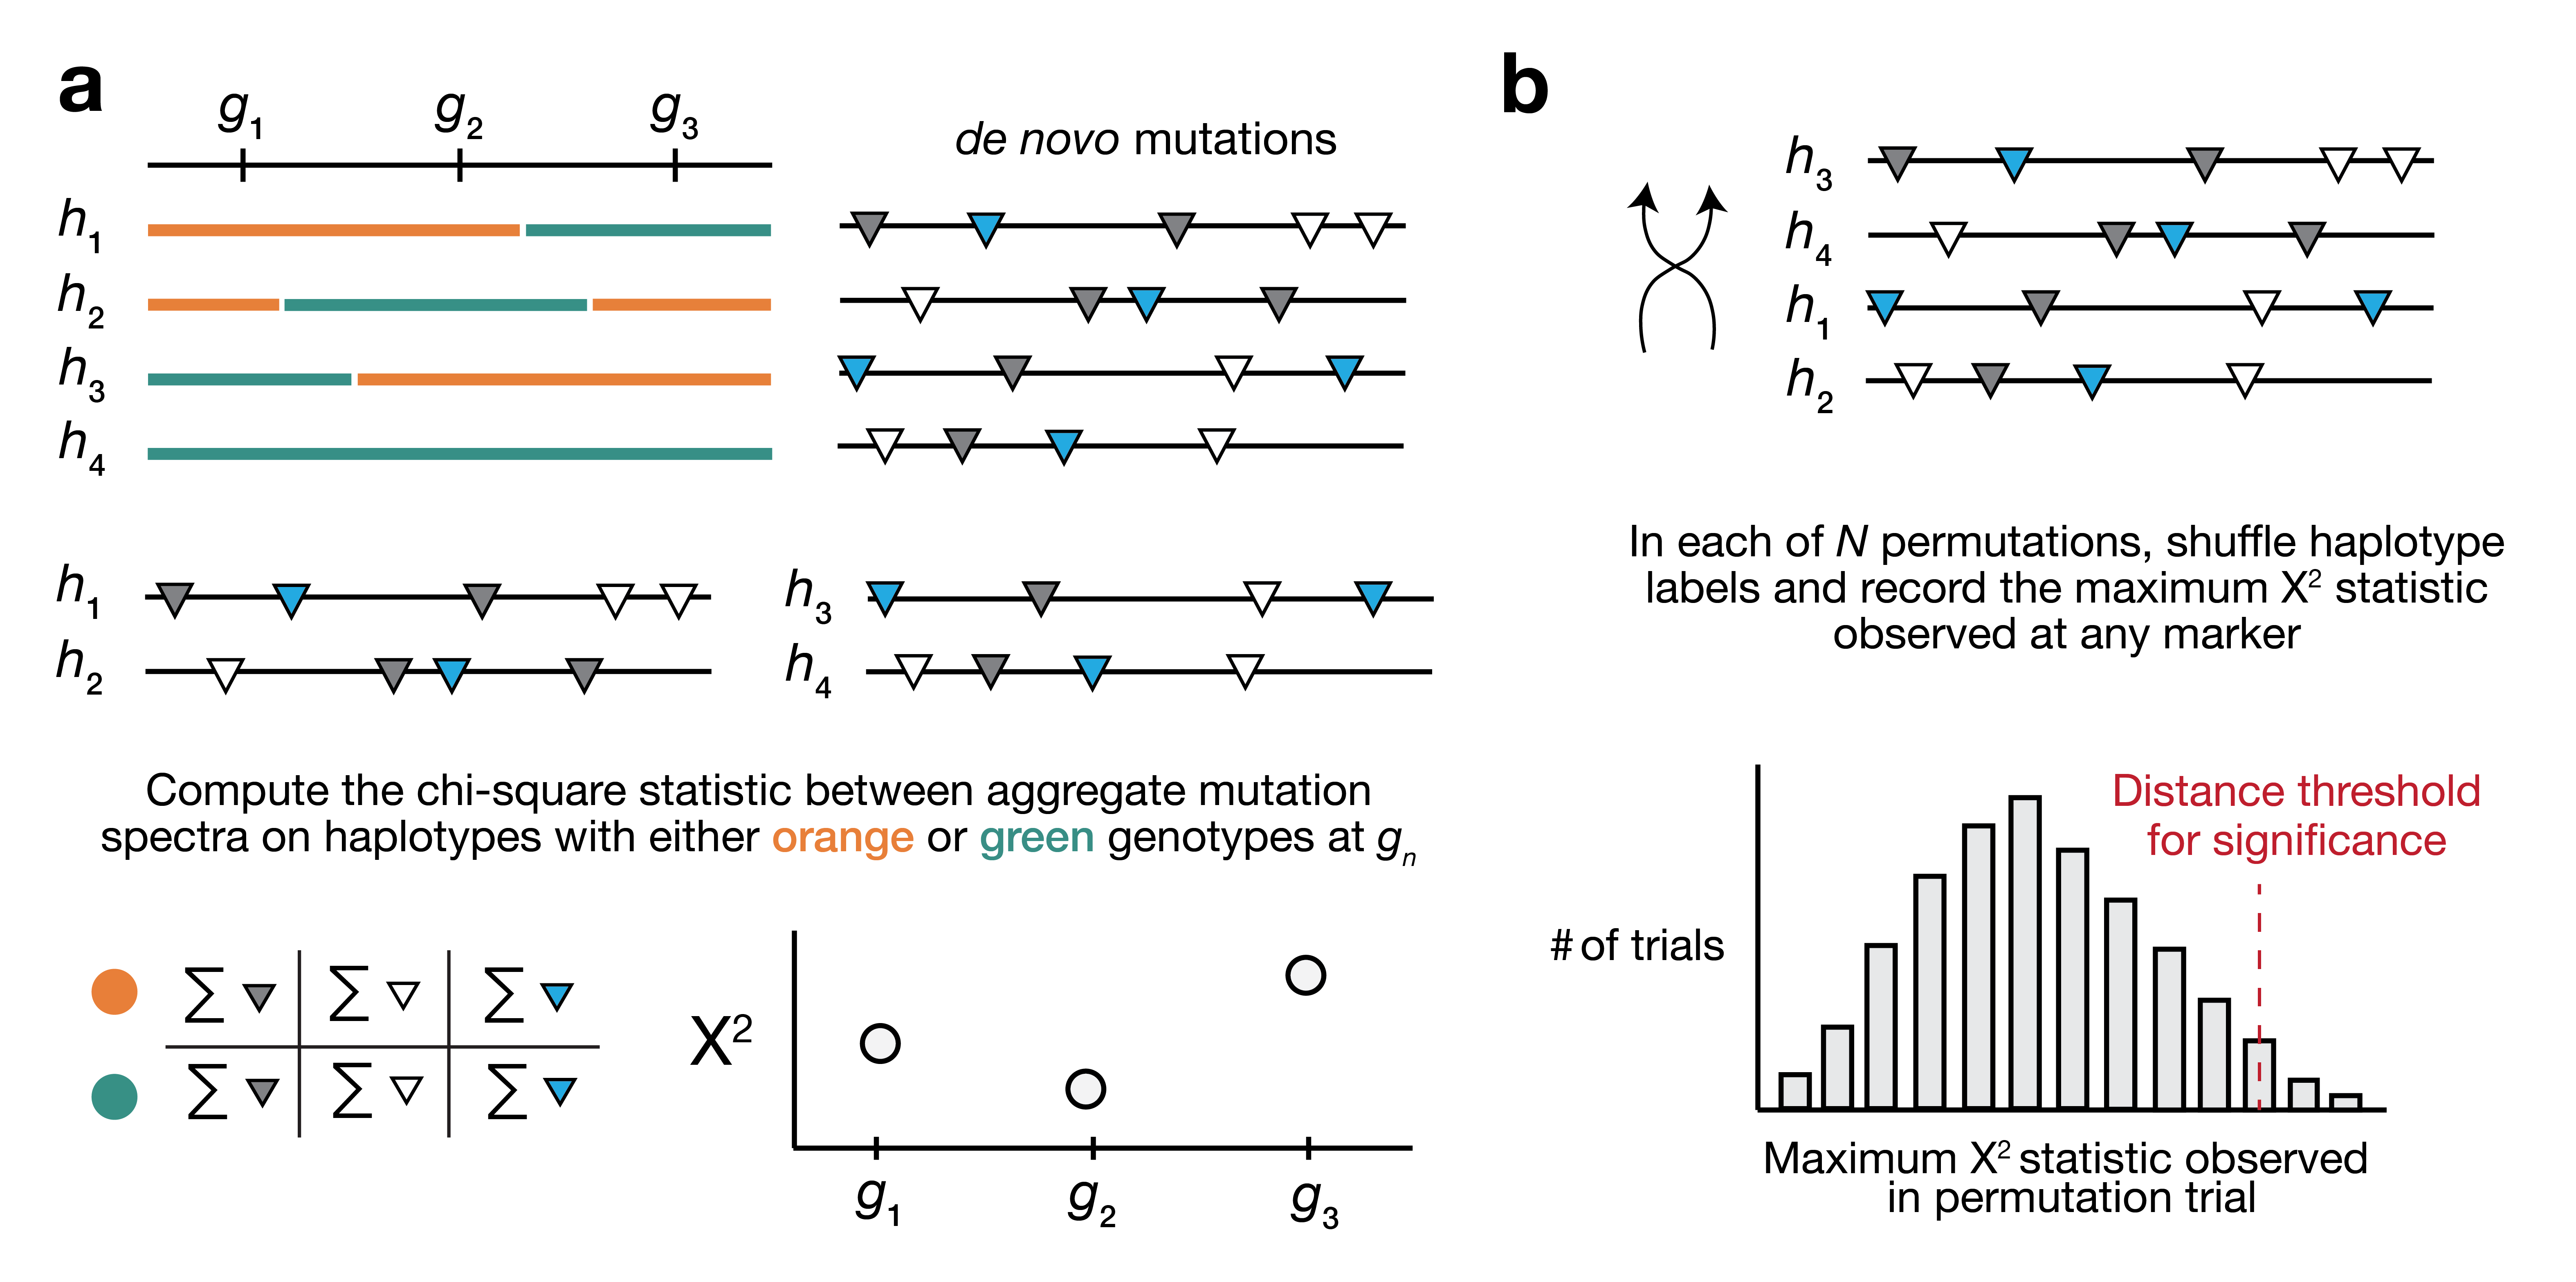 a
g1 g2 g3
de novo mutations
h1
h2
h3
h4
h1
h2
h3
h4
Compute the chi-square statistic between aggregate mutation
spectra on haplotypes with either orange or green genotypes at gn
Σ Σ Σ
Σ Σ Σ
X²
g1 g2 g3
b
h3
h4
h1
h2
In each of N permutations, shuffle haplotype
labels and record the maximum X² statistic
observed at any marker
Distance threshold
for significance
# of trials
Maximum X² statistic observed
in permutation trial